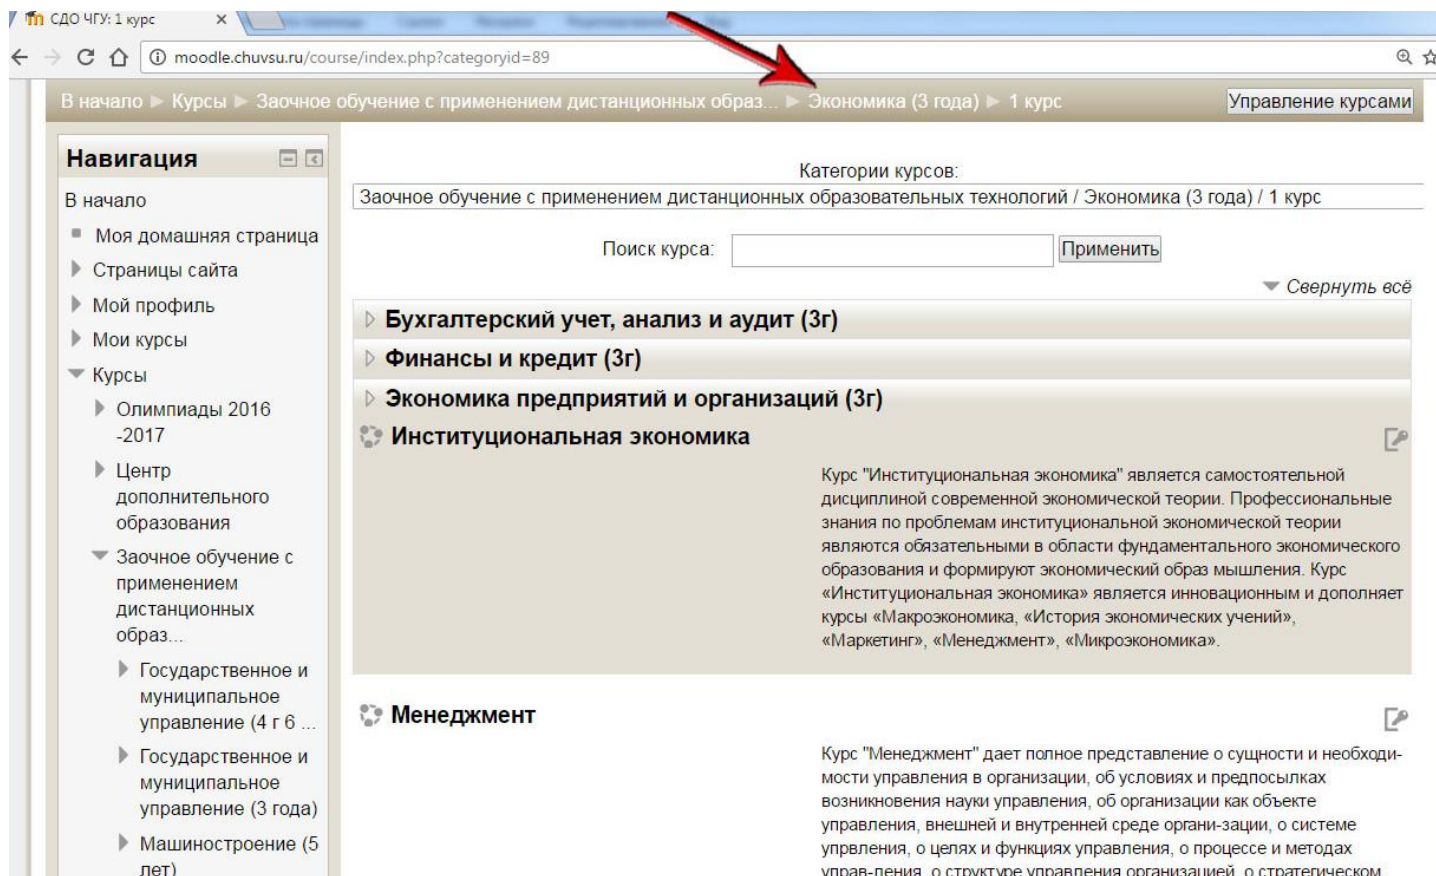 СДО ЧГУ: 1 курс
moodle.chuvsu.ru/course/index.php?categoryid=89
В начало Курсы Заочное обучение с применением дистанционных образ... Экономика (3 года) 1 курс Управление курсами
Навигация
В начало
Моя домашняя страница
Страницы сайта
Мой профиль
Мои курсы
Курсы
Олимпиады 2016
-2017
Центр
дополнительного
образования
Заочное обучение с
применением
дистанционных
образ...
Государственное и
муниципальное
управление (4 г 6 ...
Государственное и
муниципальное
управление (3 года)
Машиностроение (5
лет)
Категории курсов:
Заочное обучение с применением дистанционных образовательных технологий / Экономика (3 года) / 1 курс
Поиск курса: Применить
Свернуть всё
Бухгалтерский учет, анализ и аудит (3г)
Финансы и кредит (3г)
Экономика предприятий и организаций (3г)
Институциональная экономика
Курс "Институциональная экономика" является самостоятельной
дисциплиной современной экономической теории. Профессиональные
знания по проблемам институциональной экономической теории
являются обязательными в области фундаментального экономического
образования и формируют экономический образ мышления. Курс
«Институциональная экономика» является инновационным и дополняет
курсы «Макроэкономика, «История экономических учений»,
«Маркетинг», «Менеджмент», «Микроэкономика».
Менеджмент
Курс "Менеджмент" дает полное представление о сущности и необходи-
мости управления в организации, об условиях и предпосылках
возникновения науки управления, об организации как объекте
управления, внешней и внутренней среде органи-зации, о системе
упрвления, о целях и функциях управления, о процессе и методах
управ-ления, о структуре управления организацией, о стратегическом